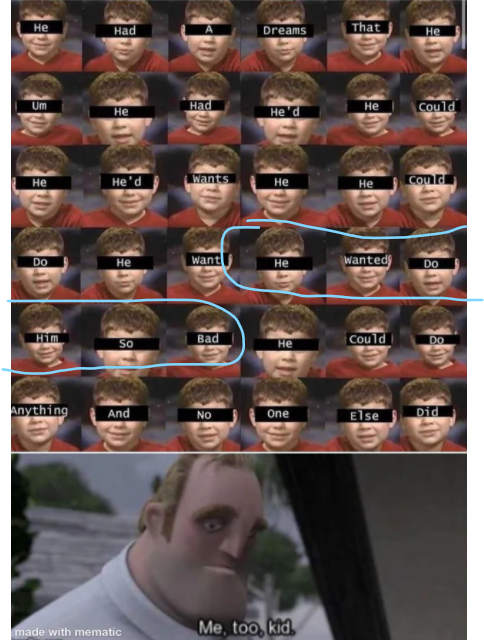 He Had A Dreams That He
Um He Had He'd He Could
He He'd Wants He He Could
Do He Want He Wanted Do
Him So Bad He Could Do
Anything And No One Else Did
Me, too, kid.
made with mematic